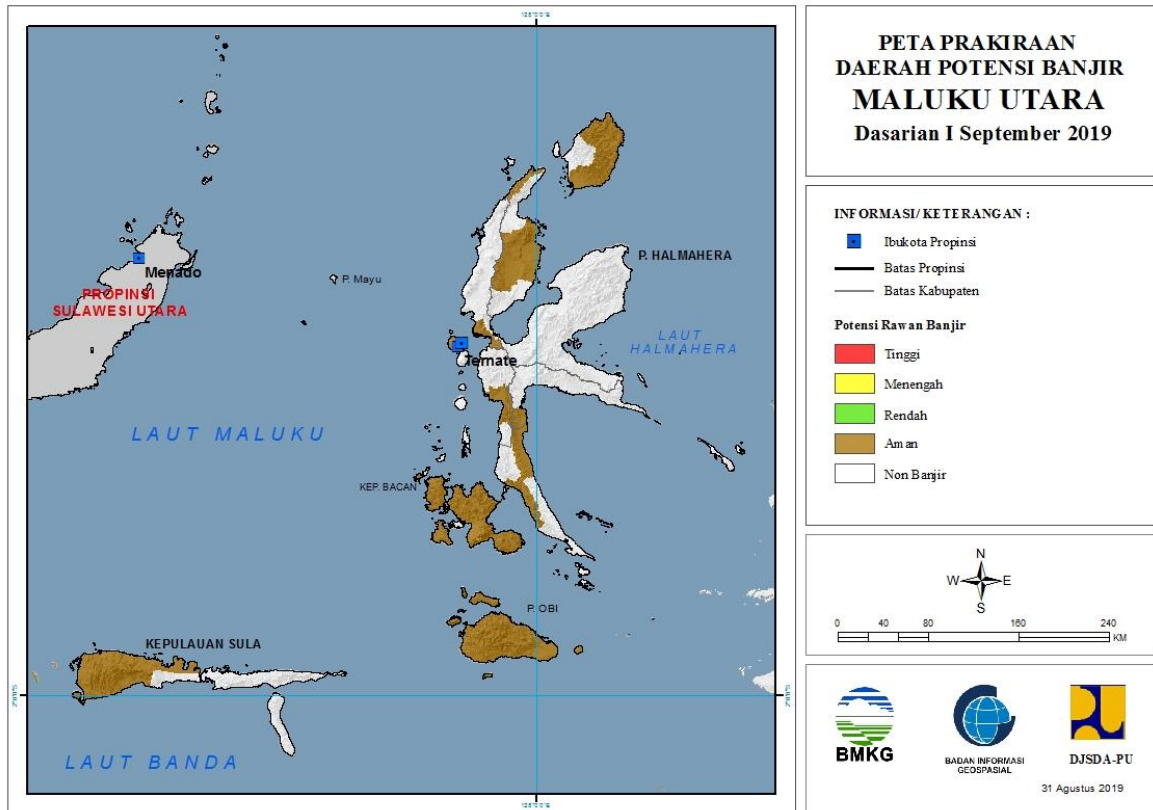 PETA PRAKIRAAN
DAERAH POTENSI BANJIR
MALUKU UTARA
Dasarian I September 2019
INFORMASI/ KETERANGAN :
Ibukota Propinsi
Batas Propinsi
Batas Kabupaten
Potensi Rawan Banjir
Tinggi
Menengah
Rendah
Aman
Non Banjir
N
W E
S
0 40 80 160 240
KM
BMKG
BADAN INFORMASI
GEOSPASIAL
DJSDA-PU
31 Agustus 2019
P. HALMAHERA
Menado
P. Mayu
PROPINSI
SULAWESI UTARA
LAUT
HALMAHERA
Ternate
LAUT MALUKU
KEP. BACAN
P. OBI
KEPULAUAN SULA
LAUT BANDA